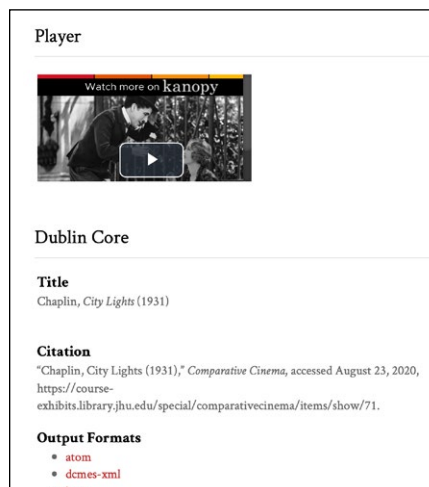 Player
Watch more on kanopy
Dublin Core
Title
Chaplin, City Lights (1931)
Citation
“Chaplin, City Lights (1931),” Comparative Cinema, accessed August 23, 2020,
https://course-
exhibits.library.jhu.edu/special/comparativecinema/items/show/71.
Output Formats
• atom
• dcmes-xml